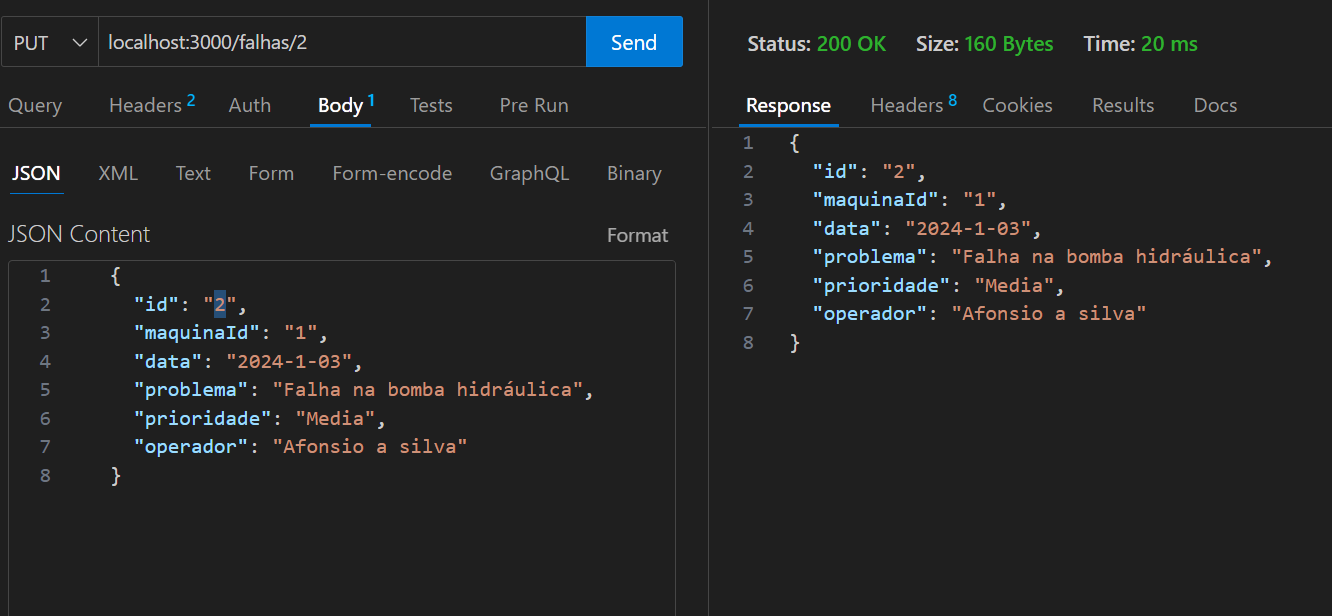 PUT localhost:3000/falhas/2 Send
Query Headers 2 Auth Body 1 Tests Pre Run
JSON XML Text Form Form-encode GraphQL Binary
JSON Content Format
1 {
2 "id": "2",
3 "maquinaId": "1",
4 "data": "2024-1-03",
5 "problema": "Falha na bomba hidráulica",
6 "prioridade": "Media",
7 "operador": "Afonsio a silva"
8 }
Status: 200 OK Size: 160 Bytes Time: 20 ms
Response Headers 8 Cookies Results Docs
1 {
2 "id": "2",
3 "maquinaId": "1",
4 "data": "2024-1-03",
5 "problema": "Falha na bomba hidráulica",
6 "prioridade": "Media",
7 "operador": "Afonsio a silva"
8 }